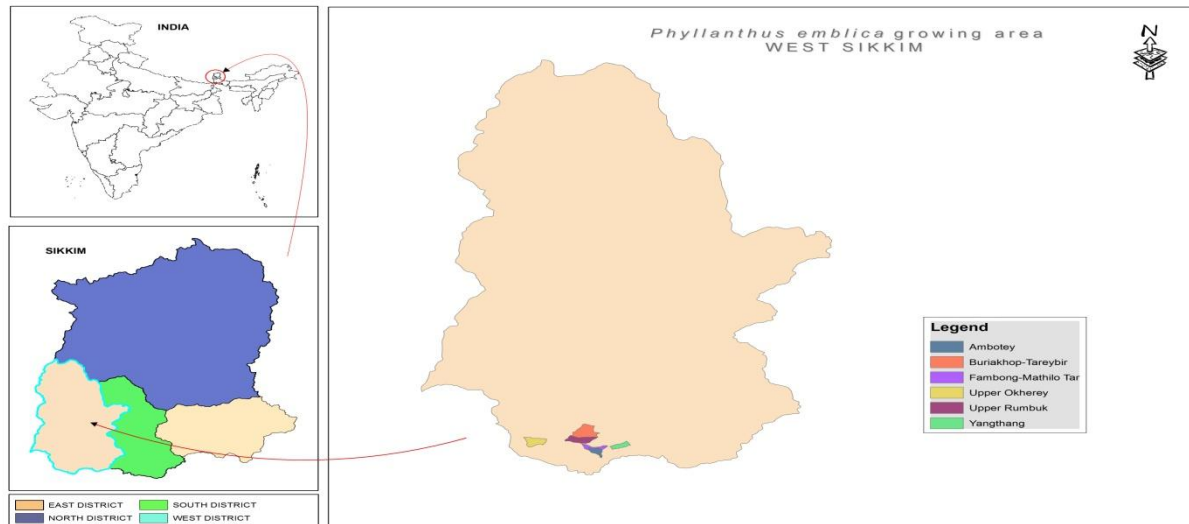 INDIA
SIKKIM
EAST DISTRICT
SOUTH DISTRICT
NORTH DISTRICT
WEST DISTRICT
Phyllanthus emblica growing area
WEST SIKKIM
N
Legend
Ambotey
Buriakhop-Tareybir
Fambong-Mathilo Tar
Upper Okherey
Upper Rumbuk
Yangthang